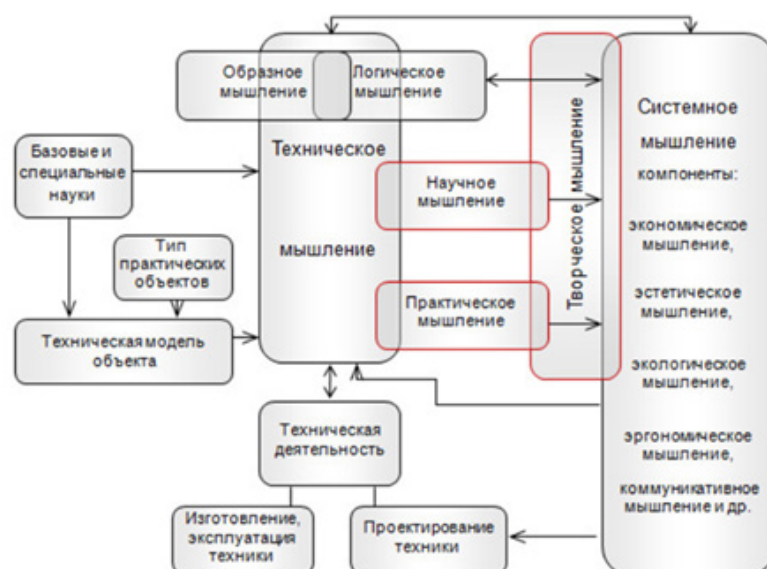 Образное
мышление
Логическое
мышление
Техническое
мышление
Базовые и
специальные
науки
Тип
практических
объектов
Техническая модель
объекта
Научное
мышление
Практическое
мышление
Творческое мышление
Системное
мышление
компоненты:
экономическое
мышление,
эстетическое
мышление,
экологическое
мышление,
эргономическое
мышление,
коммуникативное
мышление и др.
Техническая
деятельность
Изготовление,
эксплуатация
техники
Проектирование
техники